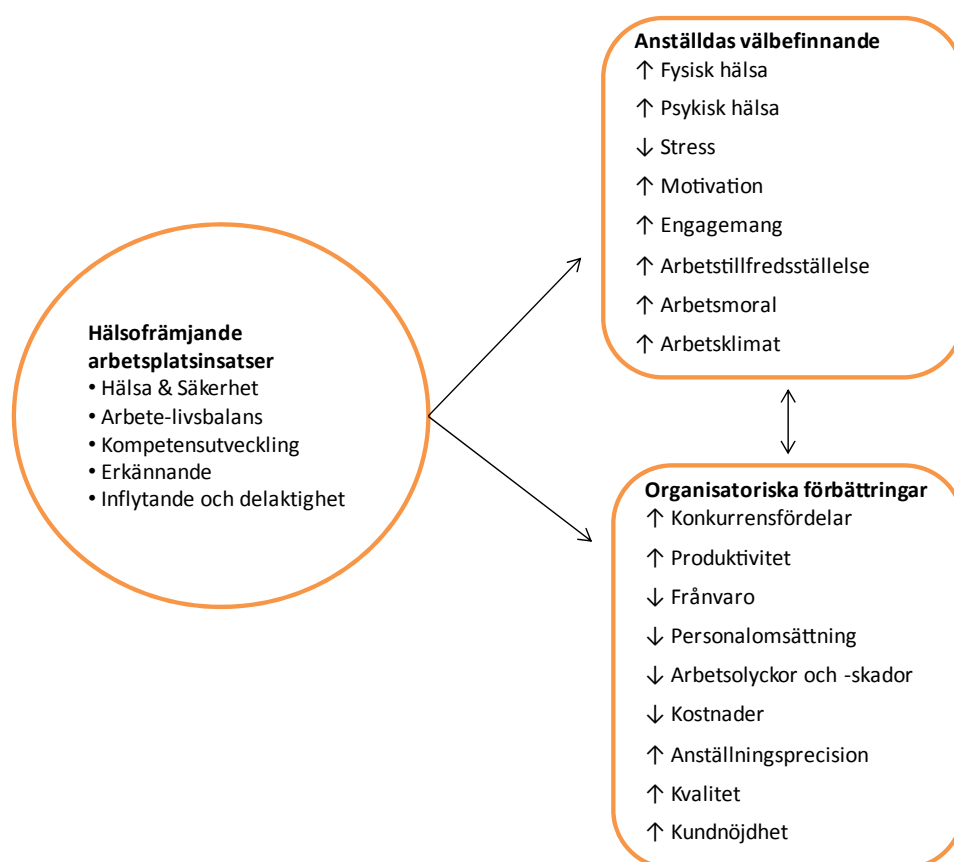 Hälsofrämjande
arbetsplatsinsatser
• Hälsa & Säkerhet
• Arbete-livsbalans
• Kompetensutveckling
• Erkännande
• Inflytande och delaktighet
Anställdas välbefinnande
↑ Fysisk hälsa
↑ Psykisk hälsa
↓ Stress
↑ Motivation
↑ Engagemang
↑ Arbetstillfredsställelse
↑ Arbetsmoral
↑ Arbetsklimat
Organisatoriska förbättringar
↑ Konkurrensfördelar
↑ Produktivitet
↓ Frånvaro
↓ Personalomsättning
↓ Arbetsolyckor och -skador
↓ Kostnader
↑ Anställningsprecision
↑ Kvalitet
↑ Kundnöjdhet